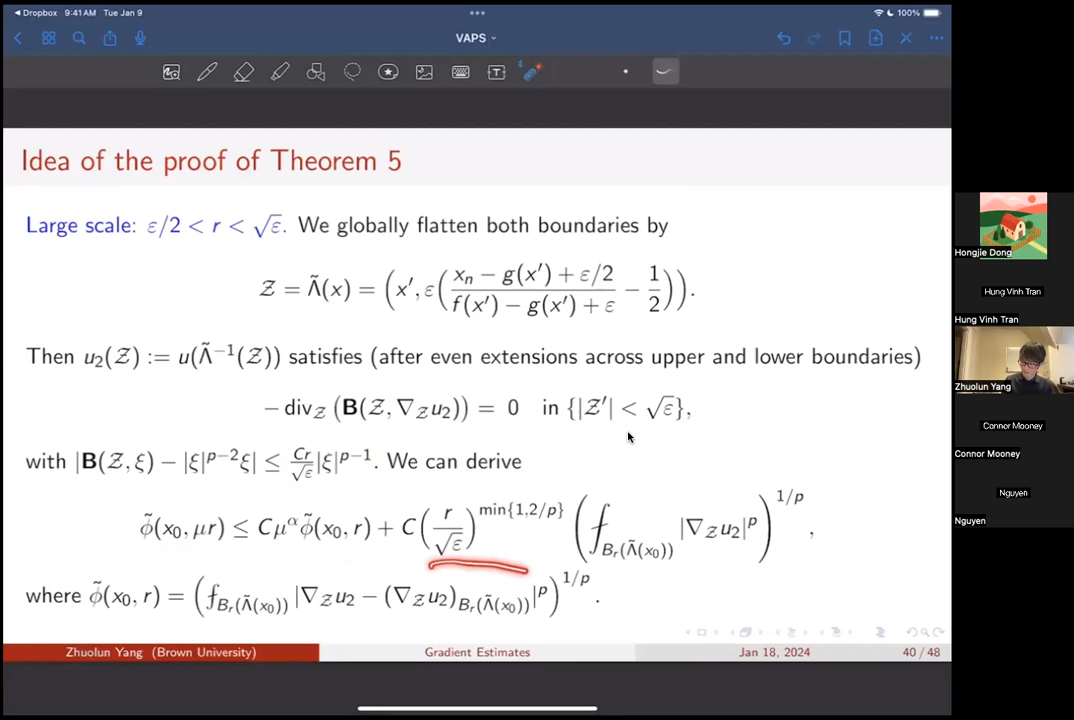 Dropbox 9:41 AM Tue Jan 9
100%
VAPS
Idea of the proof of Theorem 5
Large scale: ε/2 < r < √ε. We globally flatten both boundaries by
𝒵 = Λ̃(x) = (x′, ε((xₙ − g(x′) + ε/2)/(f(x′) − g(x′) + ε) − 1/2)).
Then u₂(𝒵) := u(Λ̃⁻¹(𝒵)) satisfies (after even extensions across upper and lower boundaries)
− div_𝒵 (𝐁(𝒵, ∇_𝒵 u₂)) = 0 in {|𝒵′| < √ε},
with |𝐁(𝒵, ξ) − |ξ|^{p−2}ξ| ≤ (Cr/√ε)|ξ|^{p−1}. We can derive
ϕ̃(x₀, μr) ≤ Cμ^α ϕ̃(x₀, r) + C(r/√ε)^{min{1,2/p}} (⨍_{B_r(Λ̃(x₀))} |∇_𝒵 u₂|^p)^{1/p},
where ϕ̃(x₀, r) = (⨍_{B_r(Λ̃(x₀))} |∇_𝒵 u₂ − (∇_𝒵 u₂)_{B_r(Λ̃(x₀))}|^p)^{1/p}.
Zhuolun Yang (Brown University)
Gradient Estimates
Jan 18, 2024
40 / 48
Hongjie Dong
Hung Vinh Tran
Hung Vinh Tran
Zhuolun Yang
Connor Mooney
Connor Mooney
Nguyen
Nguyen